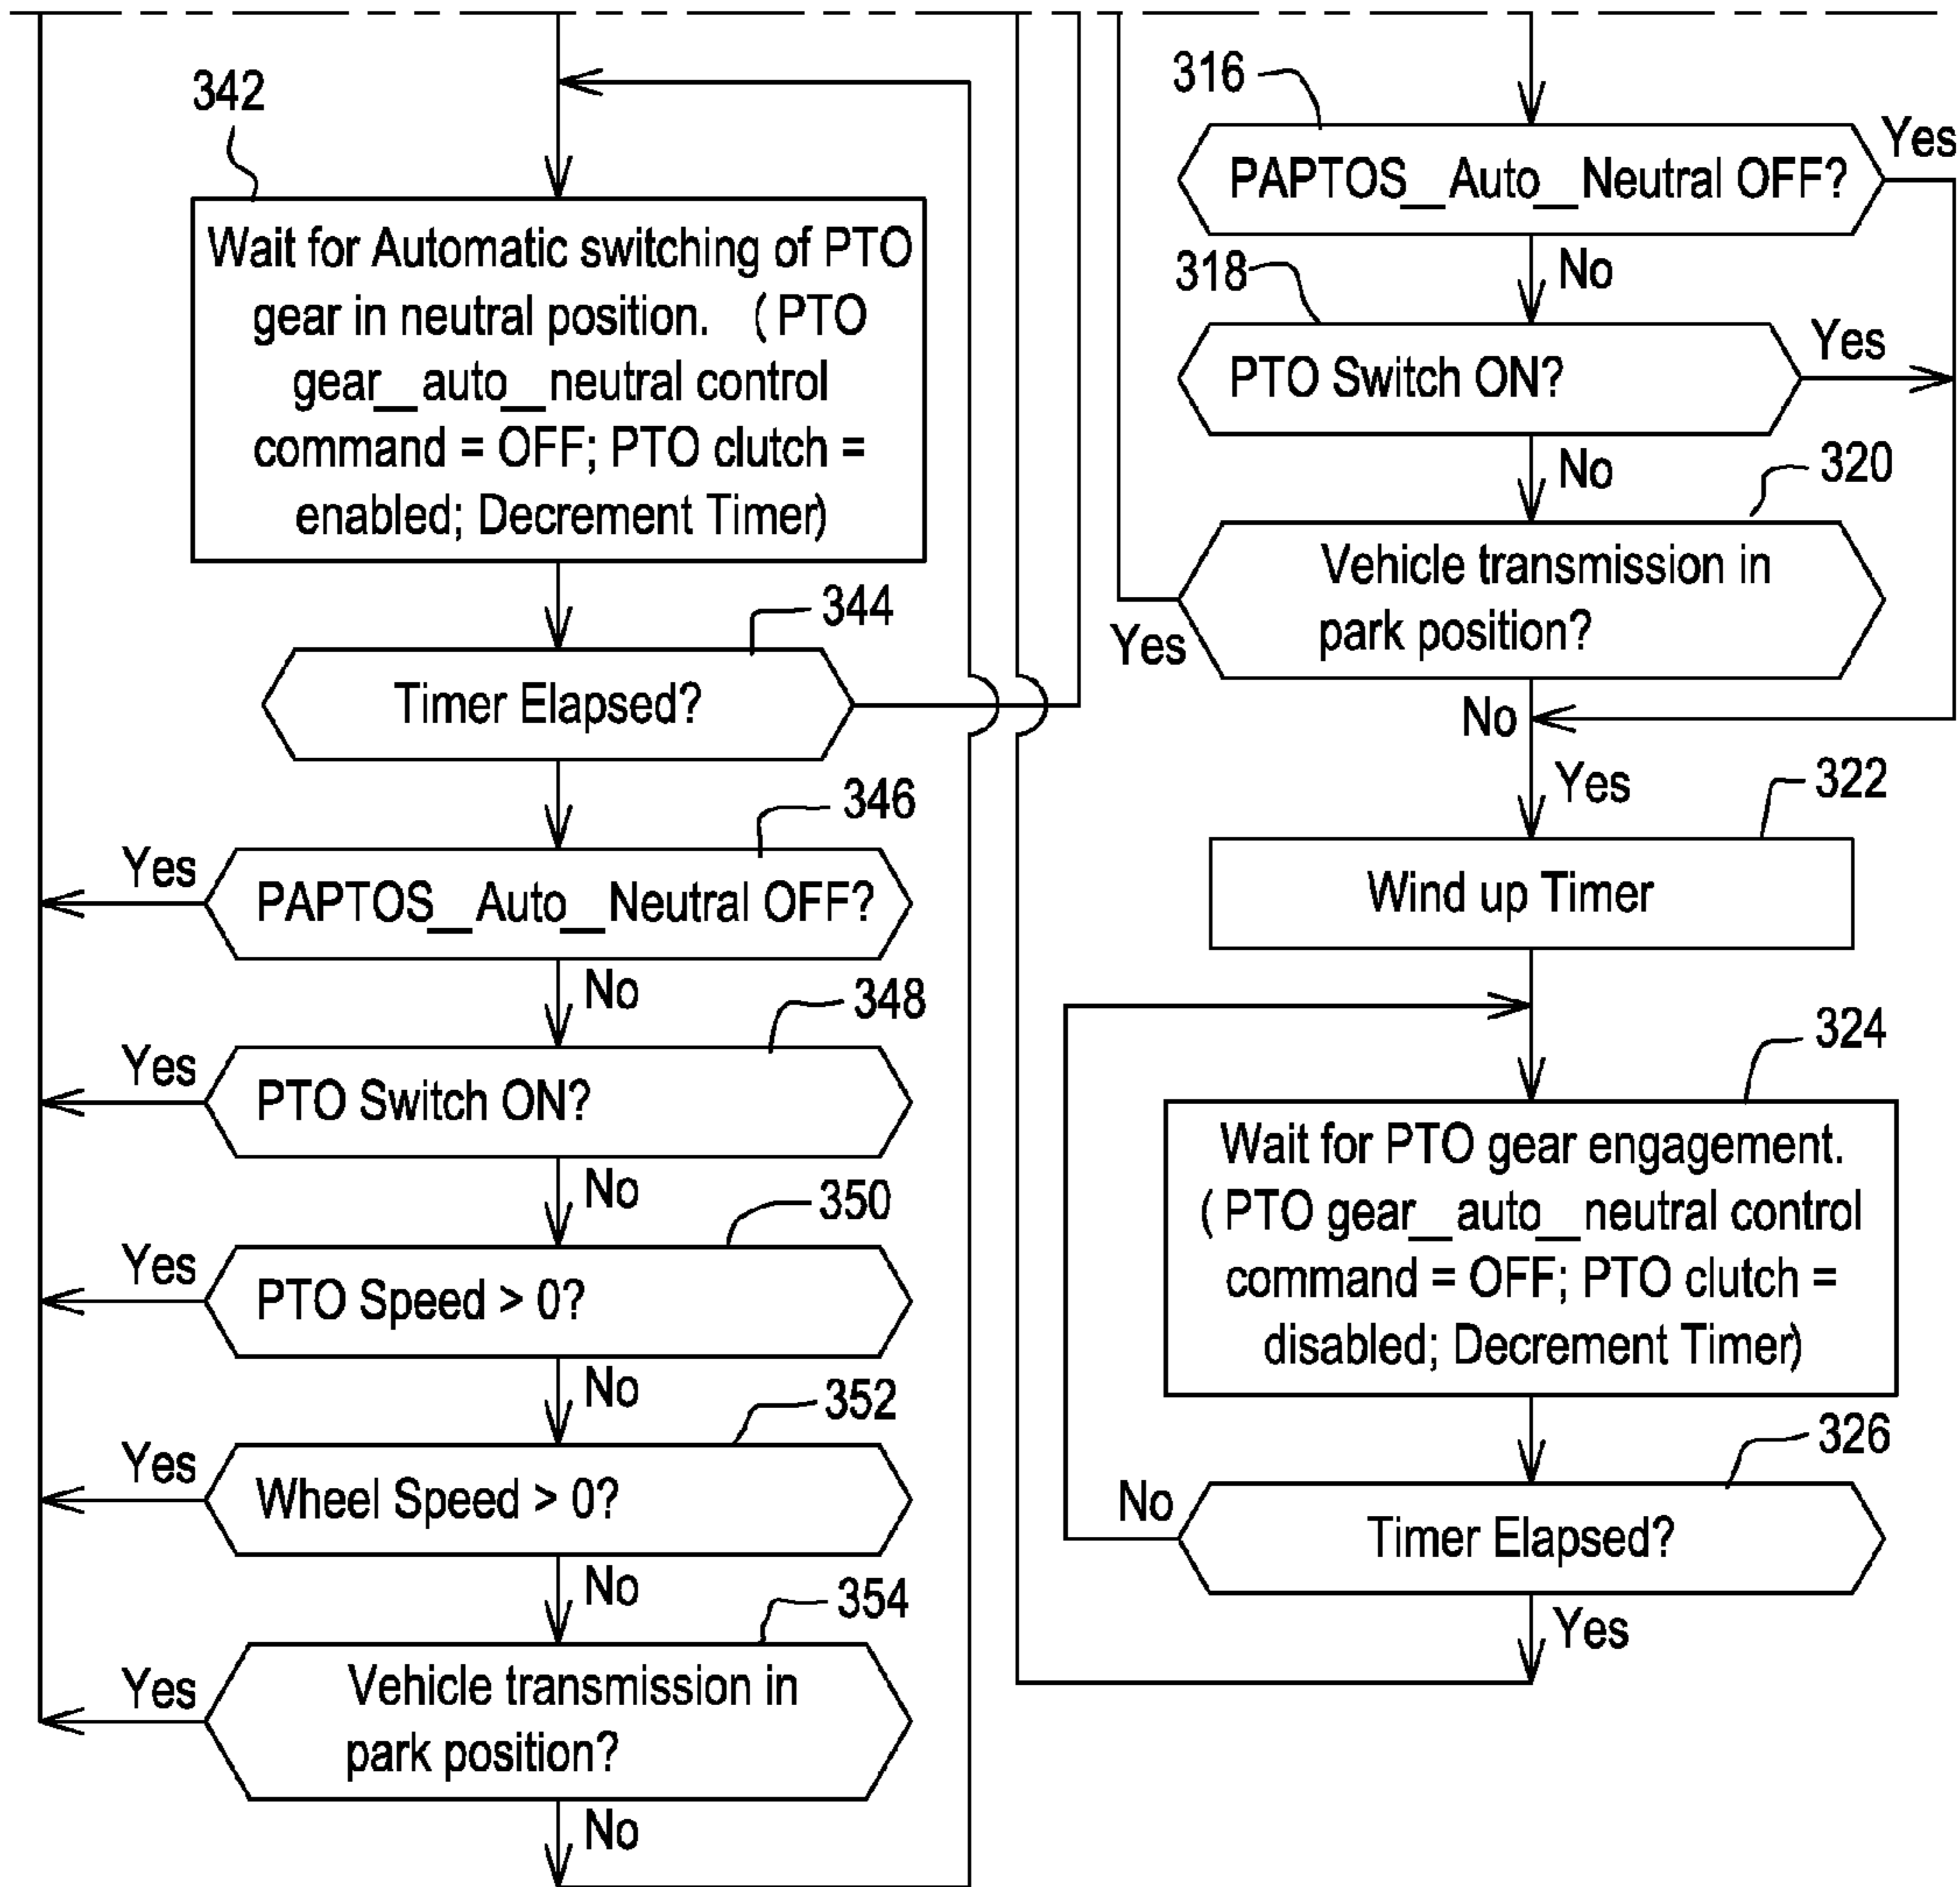 342
Wait for Automatic switching of PTO
gear in neutral position. ( PTO
gear__auto__neutral control
command = OFF; PTO clutch =
enabled; Decrement Timer)
344
Timer Elapsed?
346
Yes
PAPTOS__Auto__Neutral OFF?
No
348
Yes
PTO Switch ON?
No
350
Yes
PTO Speed > 0?
No
352
Yes
Wheel Speed > 0?
No
354
Yes
Vehicle transmission in
park position?
No
316
Yes
PAPTOS__Auto__Neutral OFF?
No
318
Yes
PTO Switch ON?
No
320
Vehicle transmission in
park position?
Yes
No
Yes
322
Wind up Timer
324
Wait for PTO gear engagement.
( PTO gear__auto__neutral control
command = OFF; PTO clutch =
disabled; Decrement Timer)
326
No
Timer Elapsed?
Yes